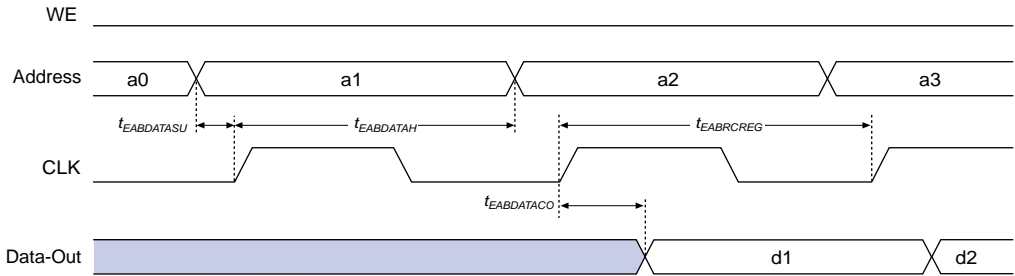 WE
Address a0 a1 a2 a3
tEABDATASU tEABDATAH tEABRCREG
CLK
tEABDATACO
Data-Out d1 d2